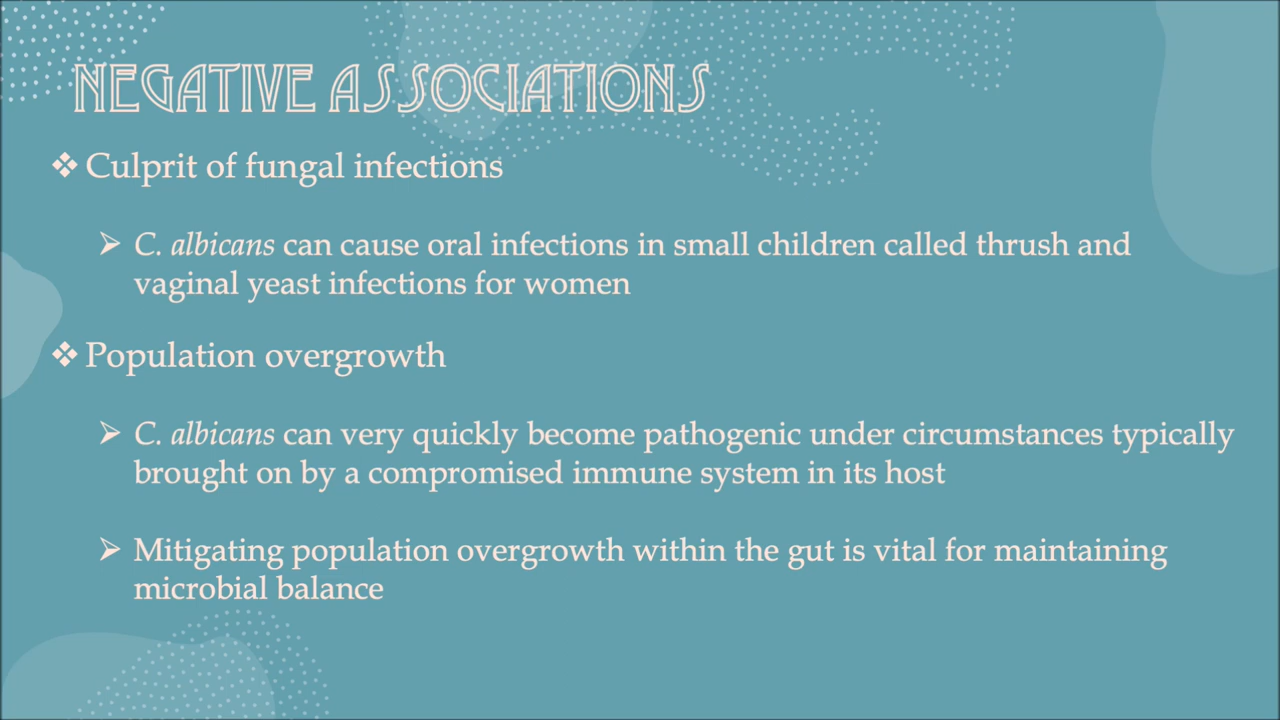 NEGATIVE ASSOCIATIONS
❖ Culprit of fungal infections
➢ C. albicans can cause oral infections in small children called thrush and
vaginal yeast infections for women
❖ Population overgrowth
➢ C. albicans can very quickly become pathogenic under circumstances typically
brought on by a compromised immune system in its host
➢ Mitigating population overgrowth within the gut is vital for maintaining
microbial balance